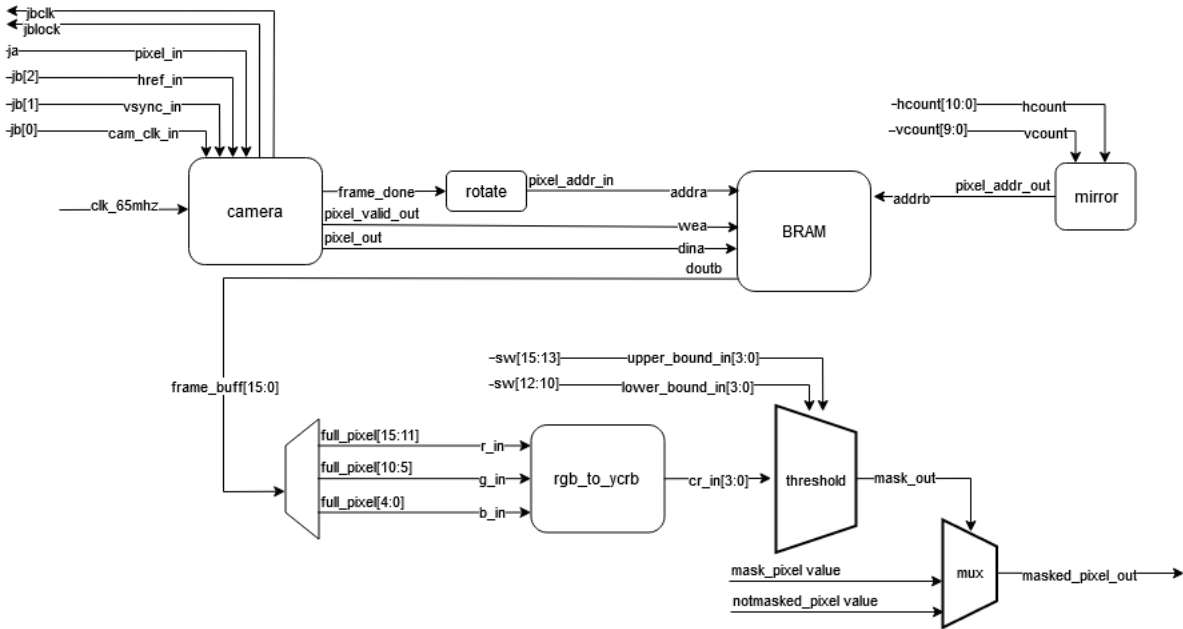 jbclk
jblock
ja pixel_in
jb[2] href_in
jb[1] vsync_in
jb[0] cam_clk_in
hcount[10:0] hcount
vcount[9:0] vcount
clk_65mhz
camera
frame_done
rotate
pixel_addr_in
addra
pixel_valid_out
wea
pixel_out
dina
doutb
BRAM
addrb
pixel_addr_out
mirror
frame_buff[15:0]
sw[15:13] upper_bound_in[3:0]
sw[12:10] lower_bound_in[3:0]
full_pixel[15:11]
r_in
full_pixel[10:5]
g_in
full_pixel[4:0]
b_in
rgb_to_ycrb
cr_in[3:0]
threshold
mask_out
mask_pixel value
notmasked_pixel value
mux
masked_pixel_out